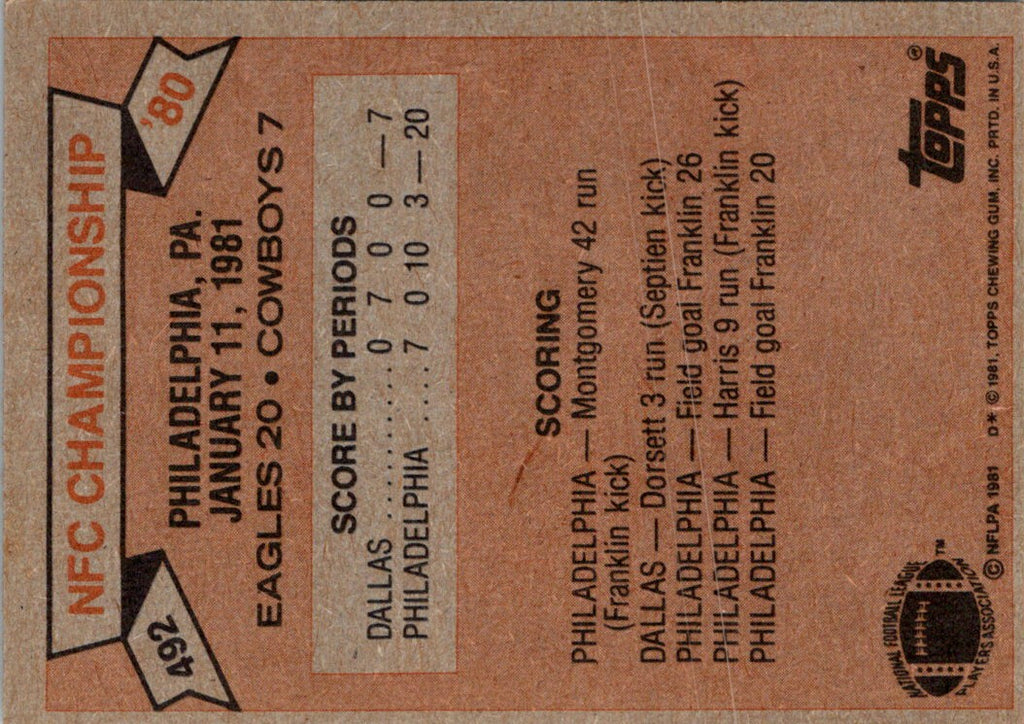 492
NFC CHAMPIONSHIP
'80
PHILADELPHIA, PA.
JANUARY 11, 1981
EAGLES 20 • COWBOYS 7
SCORE BY PERIODS
DALLAS .......... 0 7 0 0 — 7
PHILADELPHIA .... 7 0 10 3 — 20
SCORING
PHILADELPHIA — Montgomery 42 run
(Franklin kick)
DALLAS — Dorsett 3 run (Septien kick)
PHILADELPHIA — Field goal Franklin 26
PHILADELPHIA — Harris 9 run (Franklin kick)
PHILADELPHIA — Field goal Franklin 20
NATIONAL FOOTBALL LEAGUE
PLAYERS ASSOCIATION
™
TOPPS®
© NFLPA 1981 D* © 1981, TOPPS CHEWING GUM, INC. PRTD. IN U.S.A.